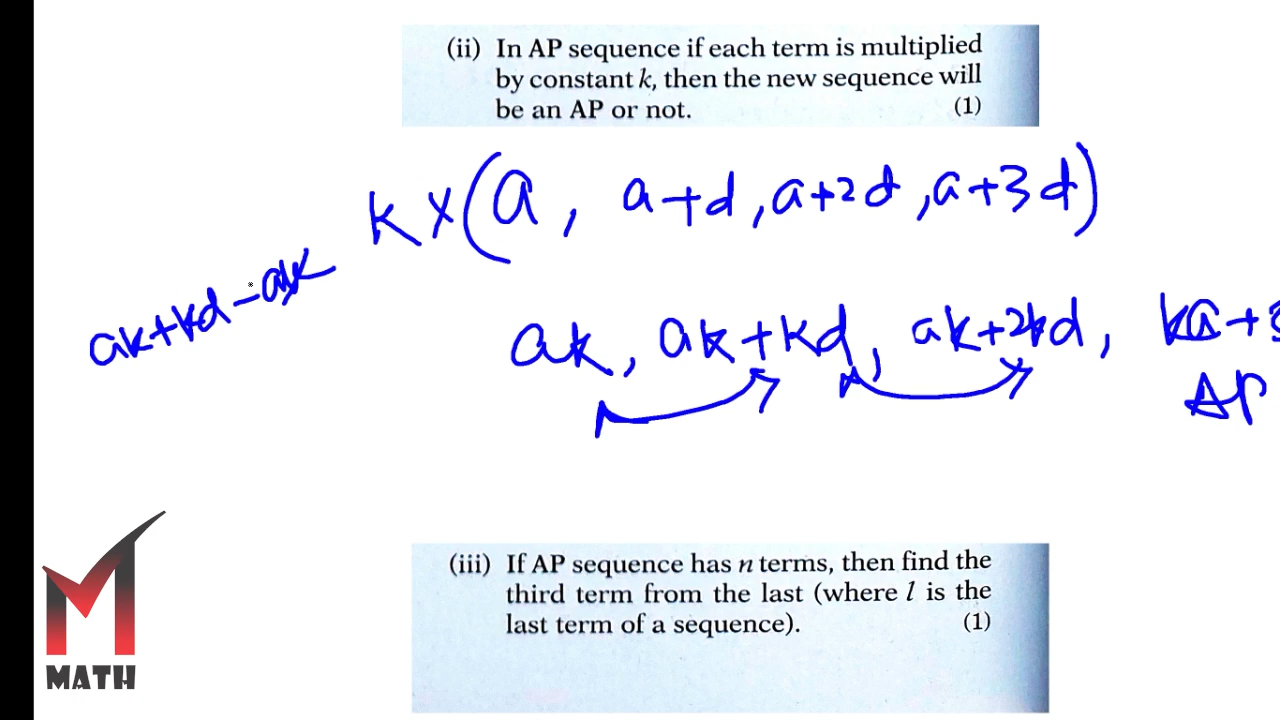 (ii) In AP sequence if each term is multiplied
by constant k, then the new sequence will
be an AP or not. (1)
k×(a, a+d, a+2d, a+3d)
ak+kd-ak
ak, ak+kd, ak+2kd, ka+3
AP
(iii) If AP sequence has n terms, then find the
third term from the last (where l is the
last term of a sequence). (1)
M
MATH